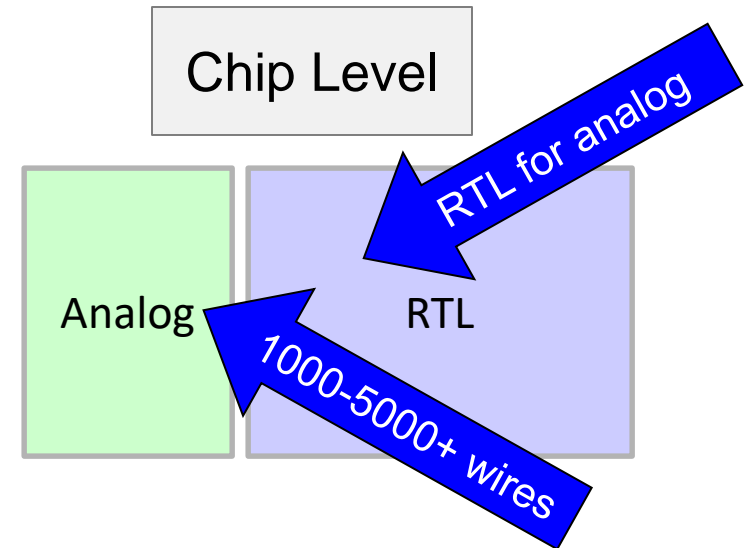 Chip Level
RTL for analog
Analog
RTL
1000-5000+ wires